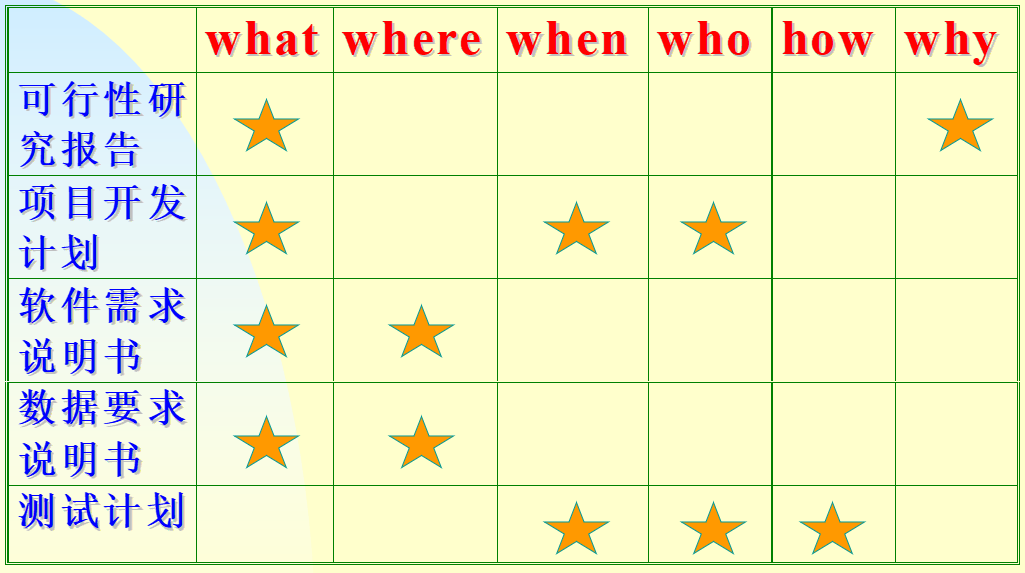 what where when who how why
可行性研
究报告
项目开发
计划
软件需求
说明书
数据要求
说明书
测试计划